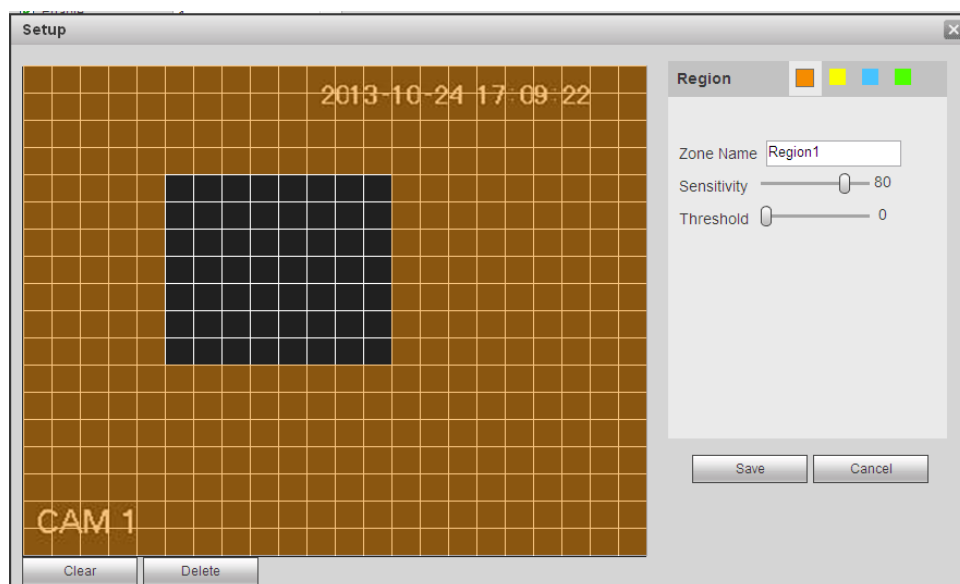 Setup
2013-10-24 17:09:22
Region
Zone Name Region1
Sensitivity 80
Threshold 0
Save Cancel
CAM 1
Clear Delete